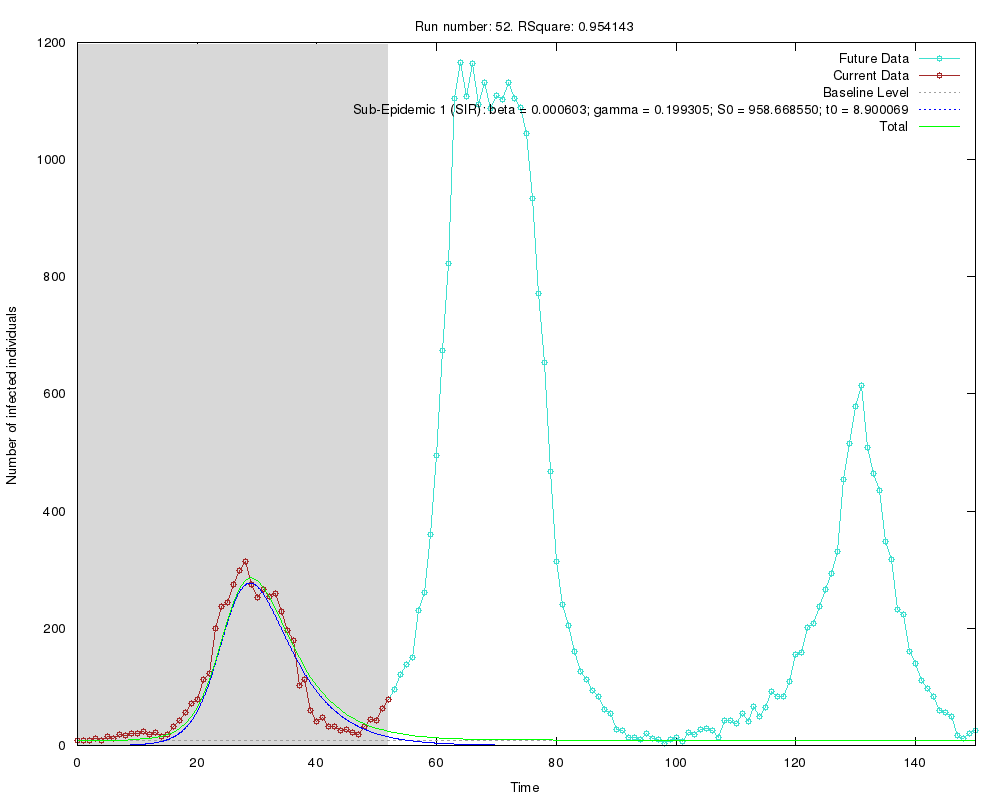 Run number: 52. RSquare: 0.954143
Future Data
Current Data
Baseline Level
Sub-Epidemic 1 (SIR): beta = 0.000603; gamma = 0.199305; S0 = 958.668550; t0 = 8.900069
Total
Number of infected individuals
1200
1000
800
600
400
200
0
0 20 40 60 80 100 120 140
Time